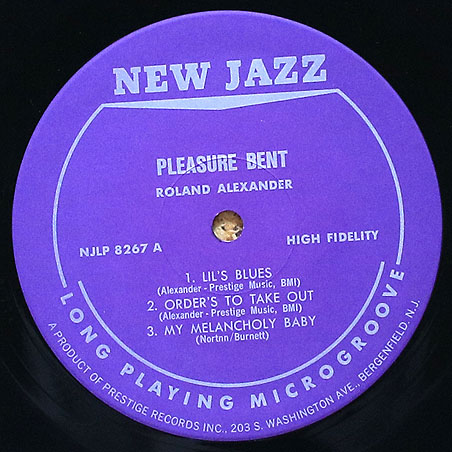 NEW JAZZ
PLEASURE BENT
ROLAND ALEXANDER
NJLP 8267 A
HIGH FIDELITY
1. LIL'S BLUES
(Alexander - Prestige Music, BMI)
2. ORDER'S TO TAKE OUT
(Alexander - Prestige Music, BMI)
3. MY MELANCHOLY BABY
(Nortnn/Burnett)
LONG PLAYING MICROGROOVE
A PRODUCT OF PRESTIGE RECORDS INC., 203 S. WASHINGTON AVE., BERGENFIELD, N.J.